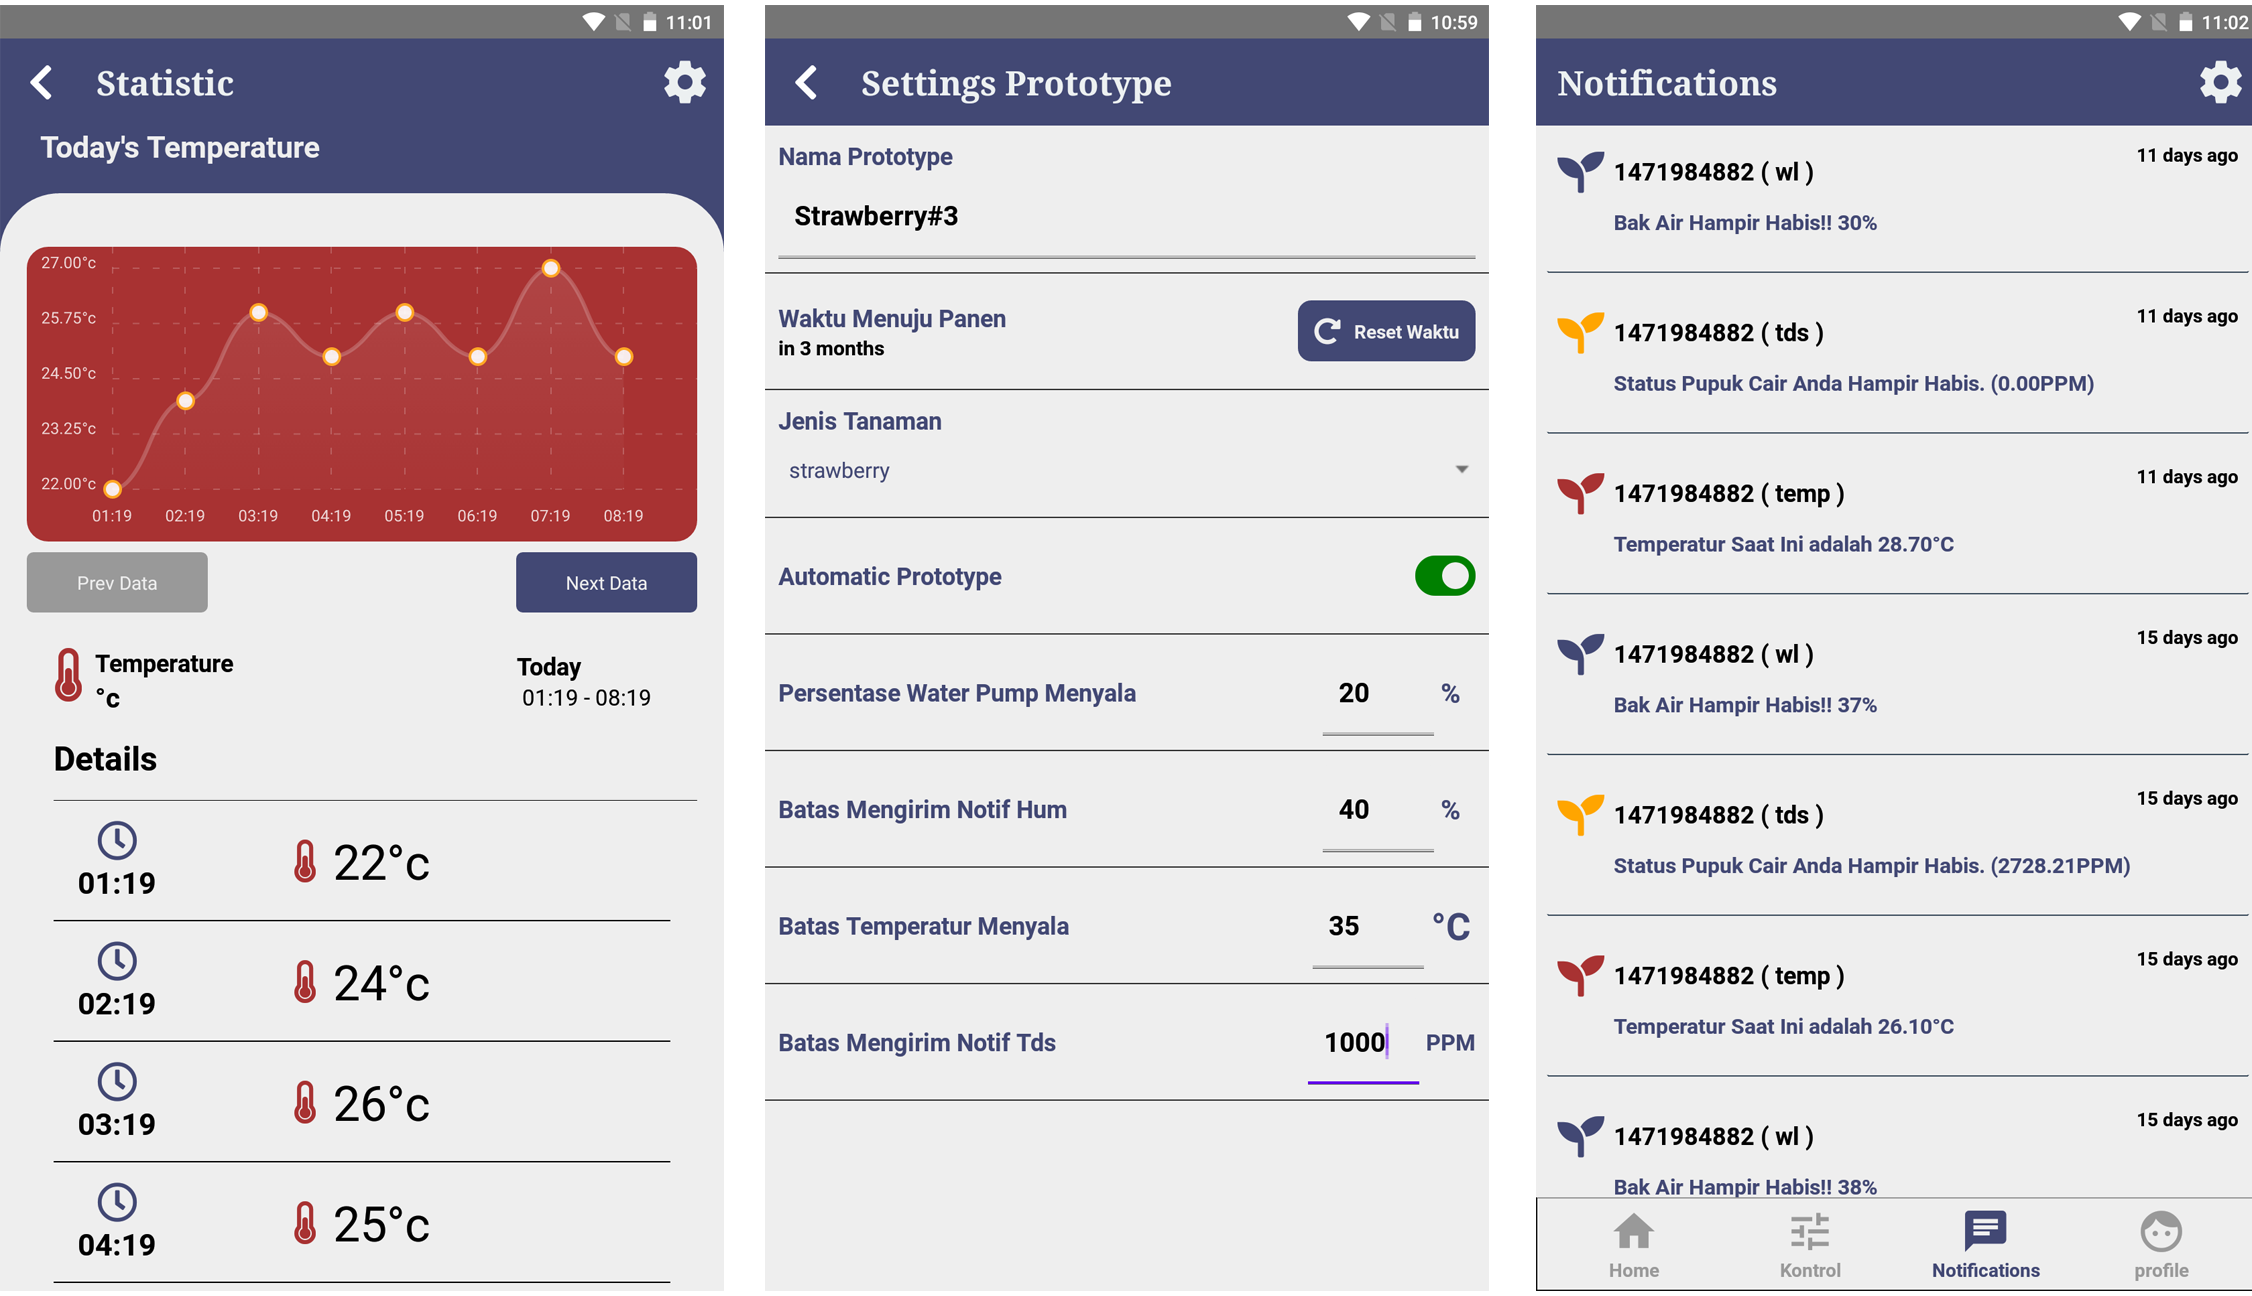 11:01
Statistic
Today's Temperature
27.00°c
25.75°c
24.50°c
23.25°c
22.00°c
01:19 02:19 03:19 04:19 05:19 06:19 07:19 08:19
Prev Data Next Data
Temperature
°c
Today
01:19 - 08:19
Details
01:19 22°c
02:19 24°c
03:19 26°c
04:19 25°c
10:59
Settings Prototype
Nama Prototype
Strawberry#3
Waktu Menuju Panen
in 3 months
Reset Waktu
Jenis Tanaman
strawberry
Automatic Prototype
Persentase Water Pump Menyala 20 %
Batas Mengirim Notif Hum 40 %
Batas Temperatur Menyala 35 °C
Batas Mengirim Notif Tds 1000 PPM
11:02
Notifications
1471984882 ( wl ) 11 days ago
Bak Air Hampir Habis!! 30%
1471984882 ( tds ) 11 days ago
Status Pupuk Cair Anda Hampir Habis. (0.00PPM)
1471984882 ( temp ) 11 days ago
Temperatur Saat Ini adalah 28.70°C
1471984882 ( wl ) 15 days ago
Bak Air Hampir Habis!! 37%
1471984882 ( tds ) 15 days ago
Status Pupuk Cair Anda Hampir Habis. (2728.21PPM)
1471984882 ( temp ) 15 days ago
Temperatur Saat Ini adalah 26.10°C
1471984882 ( wl ) 15 days ago
Bak Air Hampir Habis!! 38%
Home Kontrol Notifications profile